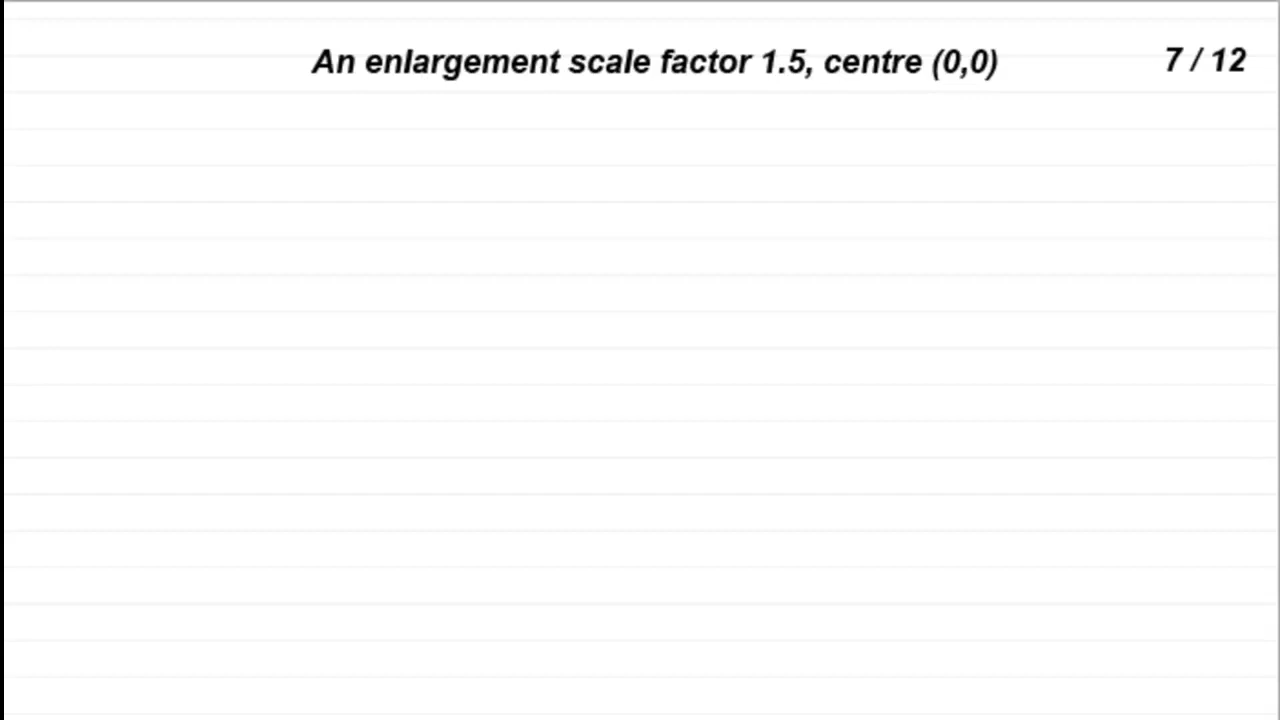 An enlargement scale factor 1.5, centre (0,0)
7 / 12